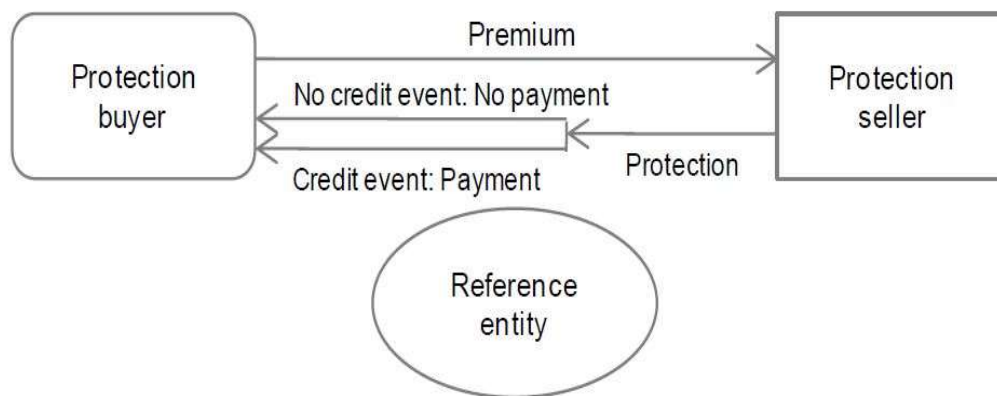 Premium
Protection
buyer
No credit event: No payment
Protection
seller
Protection
Credit event: Payment
Reference
entity